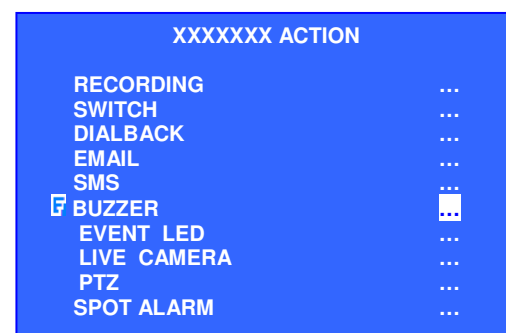 XXXXXXX ACTION
RECORDING ...
SWITCH ...
DIALBACK ...
EMAIL ...
SMS ...
F BUZZER ...
EVENT LED ...
LIVE CAMERA ...
PTZ ...
SPOT ALARM ...